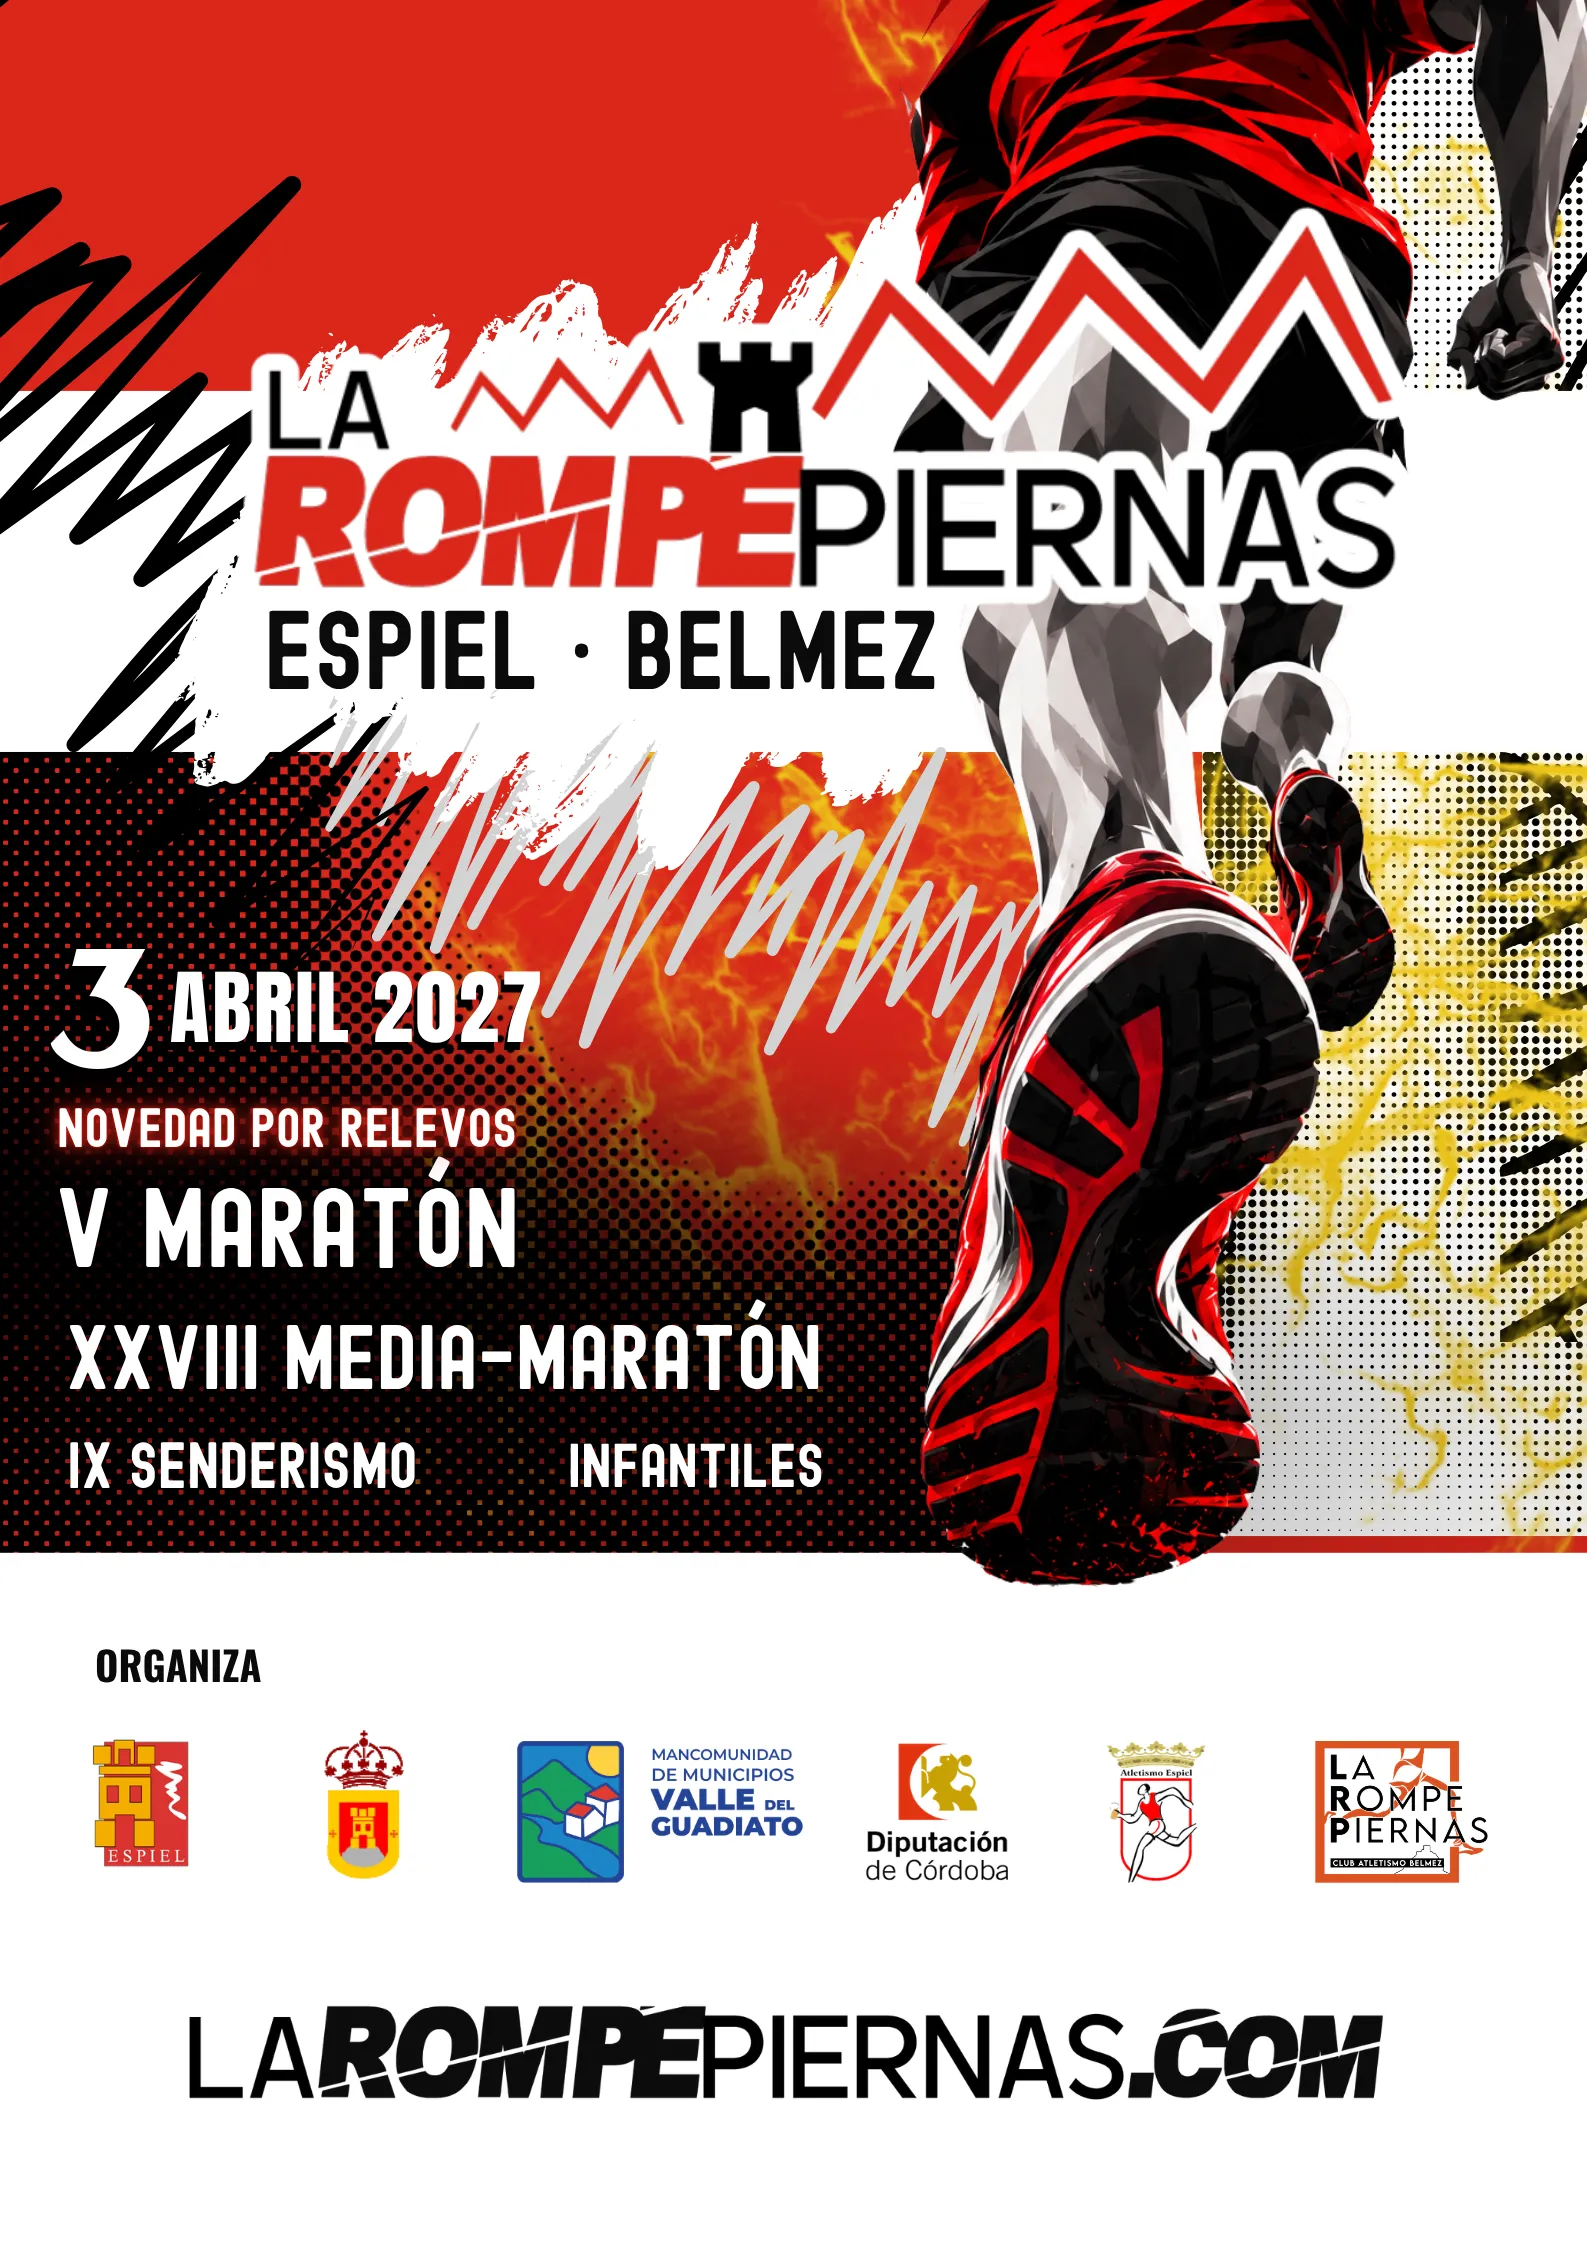 LA
ROMPEPIERNAS
ESPIEL · BELMEZ
3 ABRIL 2027
NOVEDAD POR RELEVOS
V MARATÓN
XXVIII MEDIA-MARATÓN
IX SENDERISMO
INFANTILES
ORGANIZA
ESPIEL
MANCOMUNIDAD
DE MUNICIPIOS
VALLE DEL
GUADIATO
Diputación
de Córdoba
Atletismo Espiel
LA
ROMPE
PIERNAS
CLUB ATLETISMO BELMEZ
LAROMPEPIERNAS.COM